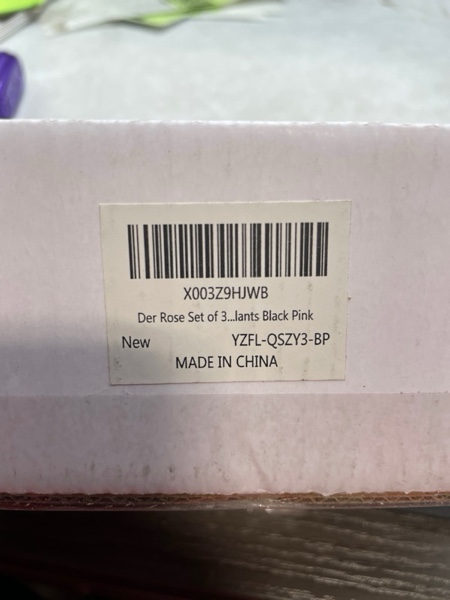 X003Z9HJWB
Der Rose Set of 3...lants Black Pink
New YZFL-QSZY3-BP
MADE IN CHINA